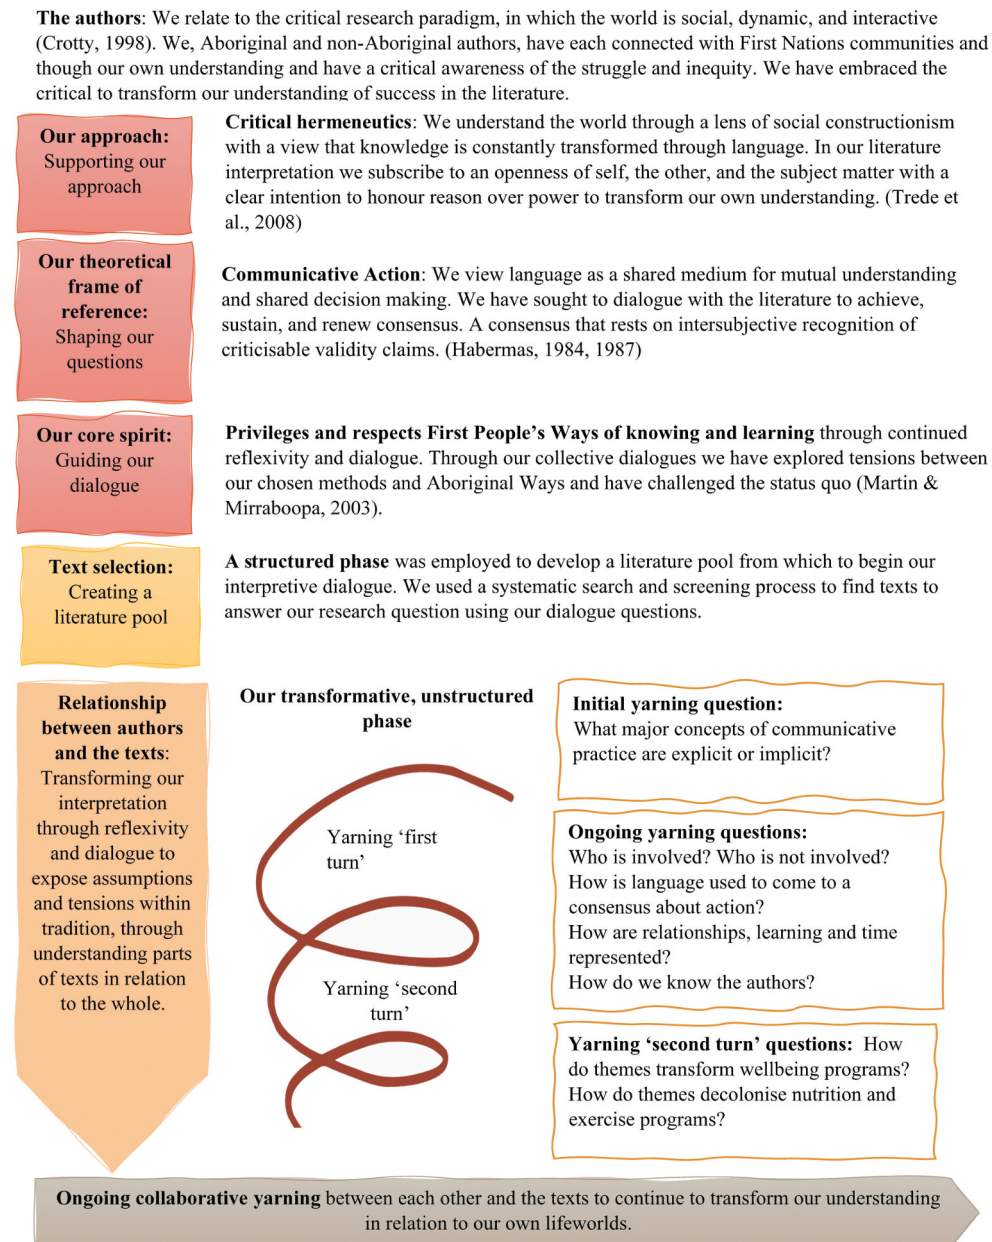 The authors: We relate to the critical research paradigm, in which the world is social, dynamic, and interactive
(Crotty, 1998). We, Aboriginal and non-Aboriginal authors, have each connected with First Nations communities and
though our own understanding and have a critical awareness of the struggle and inequity. We have embraced the
critical to transform our understanding of success in the literature.
Our approach:
Supporting our
approach
Critical hermeneutics: We understand the world through a lens of social constructionism
with a view that knowledge is constantly transformed through language. In our literature
interpretation we subscribe to an openness of self, the other, and the subject matter with a
clear intention to honour reason over power to transform our own understanding. (Trede et
al., 2008)
Our theoretical
frame of
reference:
Shaping our
questions
Communicative Action: We view language as a shared medium for mutual understanding
and shared decision making. We have sought to dialogue with the literature to achieve,
sustain, and renew consensus. A consensus that rests on intersubjective recognition of
criticisable validity claims. (Habermas, 1984, 1987)
Our core spirit:
Guiding our
dialogue
Privileges and respects First People's Ways of knowing and learning through continued
reflexivity and dialogue. Through our collective dialogues we have explored tensions between
our chosen methods and Aboriginal Ways and have challenged the status quo (Martin &
Mirraboopa, 2003).
Text selection:
Creating a
literature pool
A structured phase was employed to develop a literature pool from which to begin our
interpretive dialogue. We used a systematic search and screening process to find texts to
answer our research question using our dialogue questions.
Relationship
between authors
and the texts:
Transforming our
interpretation
through reflexivity
and dialogue to
expose assumptions
and tensions within
tradition, through
understanding parts
of texts in relation
to the whole.
Our transformative, unstructured
phase
Yarning 'first
turn'
Yarning 'second
turn'
Initial yarning question:
What major concepts of communicative
practice are explicit or implicit?
Ongoing yarning questions:
Who is involved? Who is not involved?
How is language used to come to a
consensus about action?
How are relationships, learning and time
represented?
How do we know the authors?
Yarning 'second turn' questions: How
do themes transform wellbeing programs?
How do themes decolonise nutrition and
exercise programs?
Ongoing collaborative yarning between each other and the texts to continue to transform our understanding
in relation to our own lifeworlds.